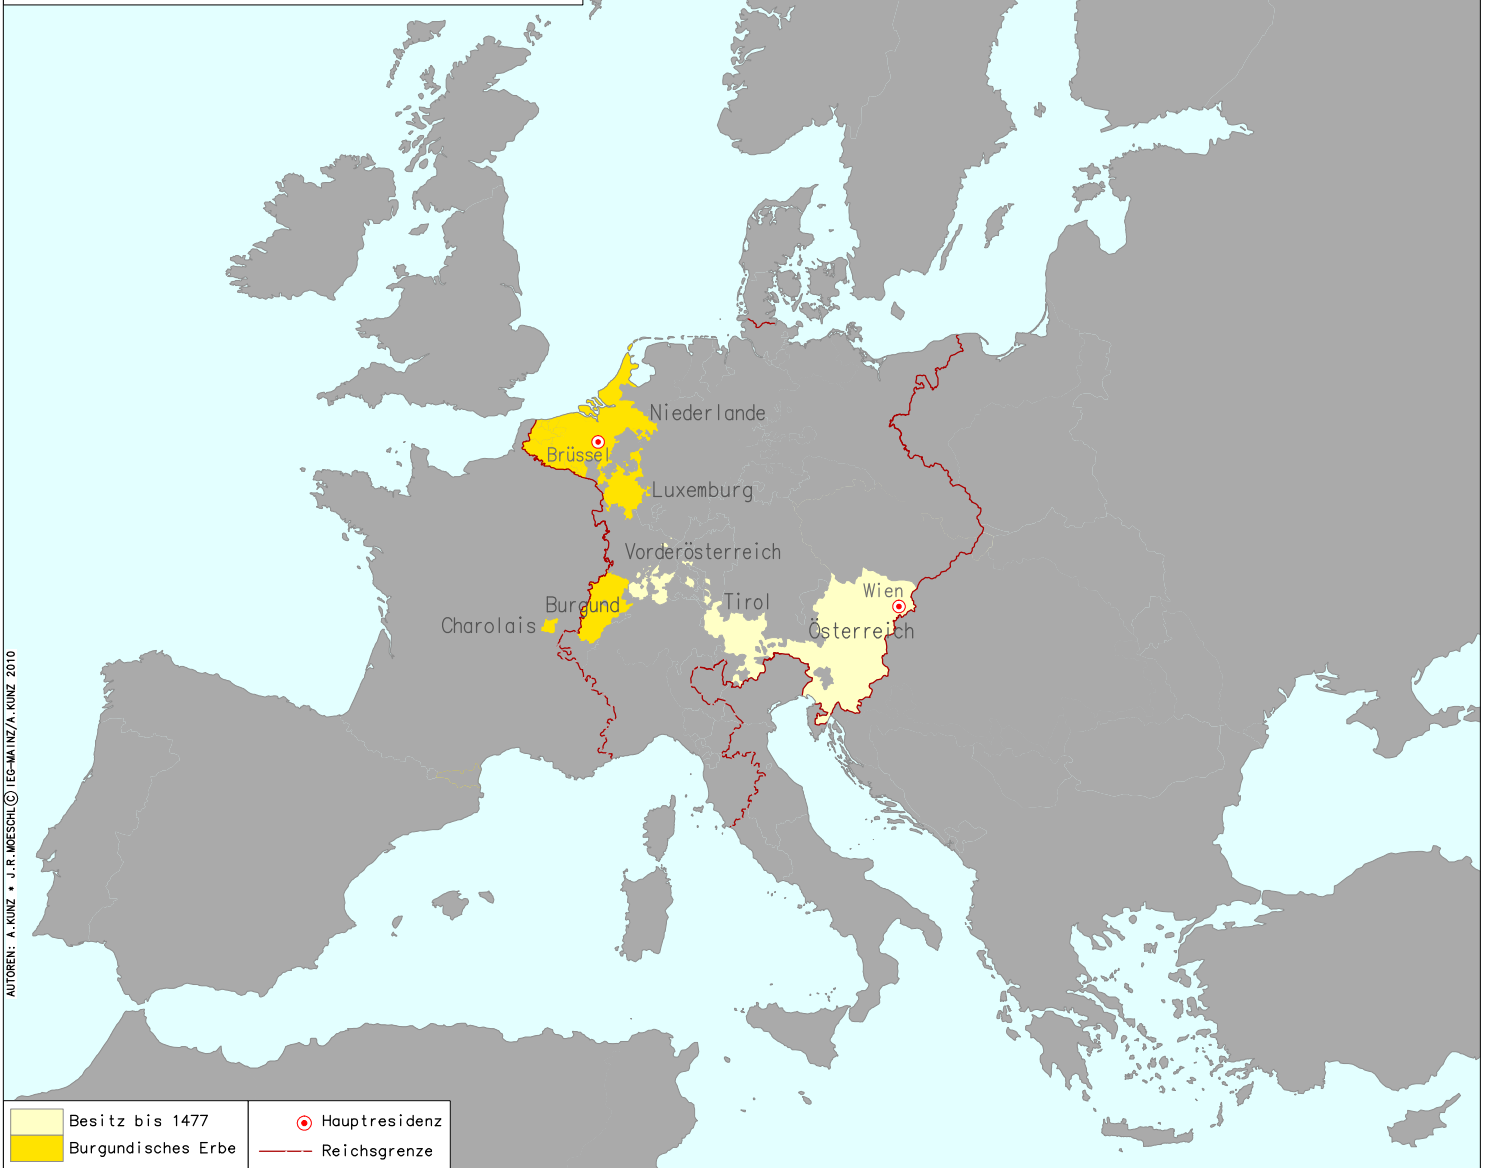 Niederlande
Brüssel
Luxemburg
Vorderösterreich
Wien
Tirol
Burgund
Charolais
Österreich
AUTOREN: A.KUNZ * J.R.MOESCHL © IEG-MAINZ/A.KUNZ 2010
Besitz bis 1477
Hauptresidenz
Burgundisches Erbe
Reichsgrenze